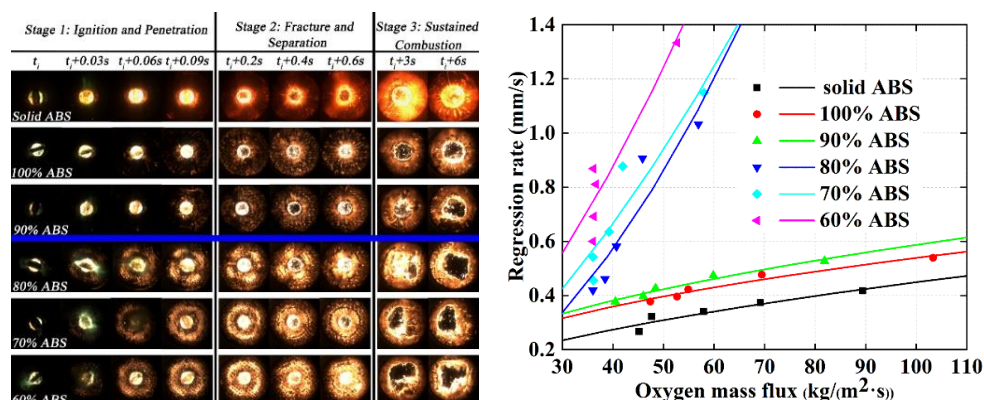 Stage 1: Ignition and Penetration
Stage 2: Fracture and
Separation
Stage 3: Sustained
Combustion
tᵢ tᵢ+0.03s tᵢ+0.06s tᵢ+0.09s tᵢ+0.2s tᵢ+0.4s tᵢ+0.6s tᵢ+3s tᵢ+6s
Solid ABS
100% ABS
90% ABS
80% ABS
70% ABS
60% ABS
Regression rate (mm/s)
1.4
1.2
1.0
0.8
0.6
0.4
0.2
solid ABS
100% ABS
90% ABS
80% ABS
70% ABS
60% ABS
30 40 50 60 70 80 90 100 110
Oxygen mass flux (kg/(m²·s))